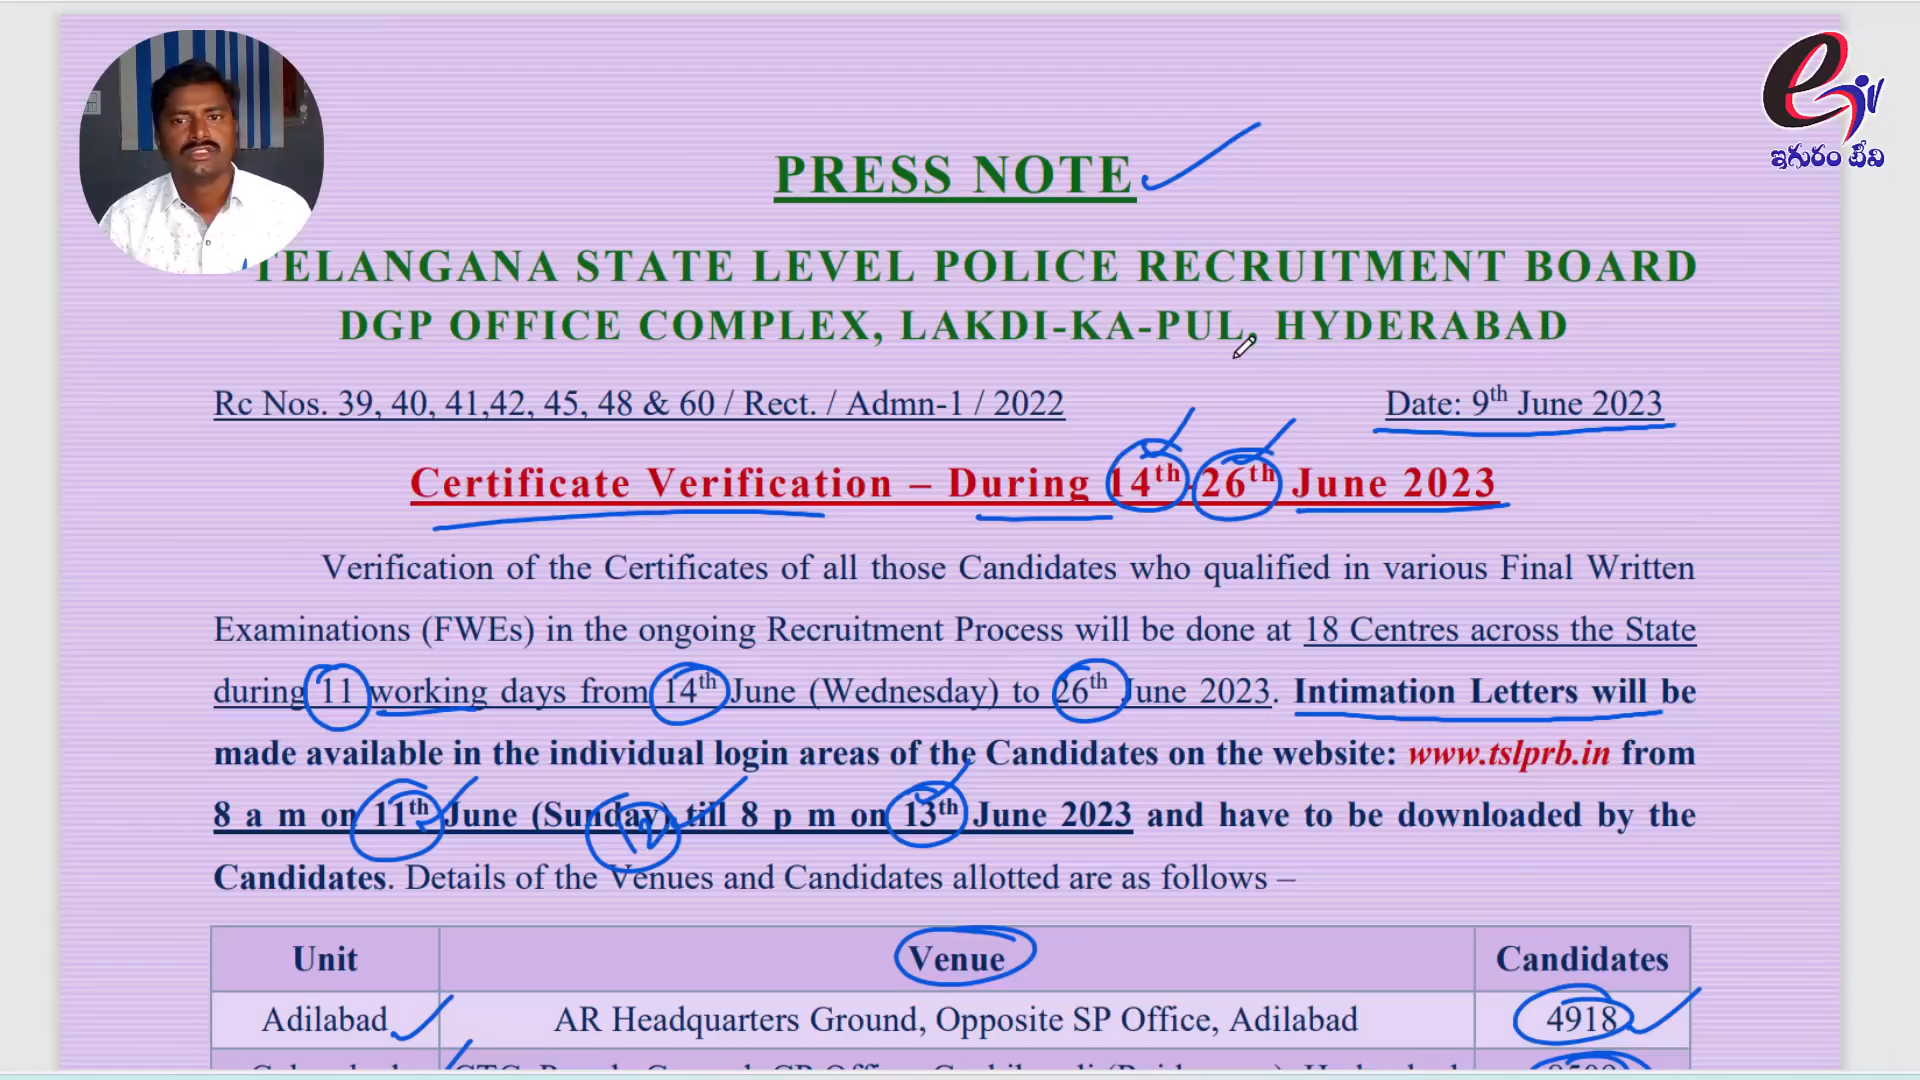 ఇగురం టీవి
PRESS NOTE
TELANGANA STATE LEVEL POLICE RECRUITMENT BOARD
DGP OFFICE COMPLEX, LAKDI-KA-PUL, HYDERABAD
Rc Nos. 39, 40, 41,42, 45, 48 & 60 / Rect. / Admn-1 / 2022 Date: 9th June 2023
Certificate Verification – During 14th 26th June 2023
Verification of the Certificates of all those Candidates who qualified in various Final Written
Examinations (FWEs) in the ongoing Recruitment Process will be done at 18 Centres across the State
during 11 working days from 14th June (Wednesday) to 26th June 2023. Intimation Letters will be
made available in the individual login areas of the Candidates on the website: www.tslprb.in from
8 a m on 11th June (Sunday) till 8 p m on 13th June 2023 and have to be downloaded by the
12
Candidates. Details of the Venues and Candidates allotted are as follows –
Unit Venue Candidates
Adilabad AR Headquarters Ground, Opposite SP Office, Adilabad 4918